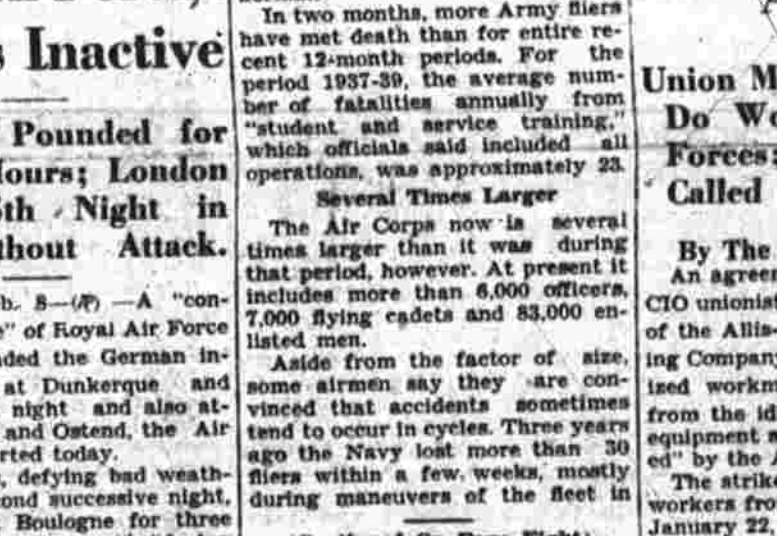 s Inactive
Pounded for
ours; London
th Night in
hout Attack.
b. 8—(AP) —A "con-
e" of Royal Air Force
ded the German in-
at Dunkerque and
night and also at-
and Ostend, the Air
rted today.
, defying bad weath-
ond successive night,
Boulogne for three
In two months, more Army fliers
have met death than for entire re-
cent 12-month periods. For the
period 1937-39, the average num-
ber of fatalities annually from
"student and service training,"
which officials said included all
operations, was approximately 23.
Several Times Larger
The Air Corps now is several
times larger than it was during
that period, however. At present it
includes more than 6,000 officers,
7,000 flying cadets and 83,000 en-
listed men.
Aside from the factor of size,
some airmen say they are con-
vinced that accidents sometimes
tend to occur in cycles. Three years
ago the Navy lost more than 30
fliers within a few weeks, mostly
during maneuvers of the fleet in
Union M
Do We
Forces;
Called
By The
An agreem
CIO unionis
of the Allis-
ing Company
ized workm
from the id
equipment a
ed" by the A
The strike
workers fro
January 22,